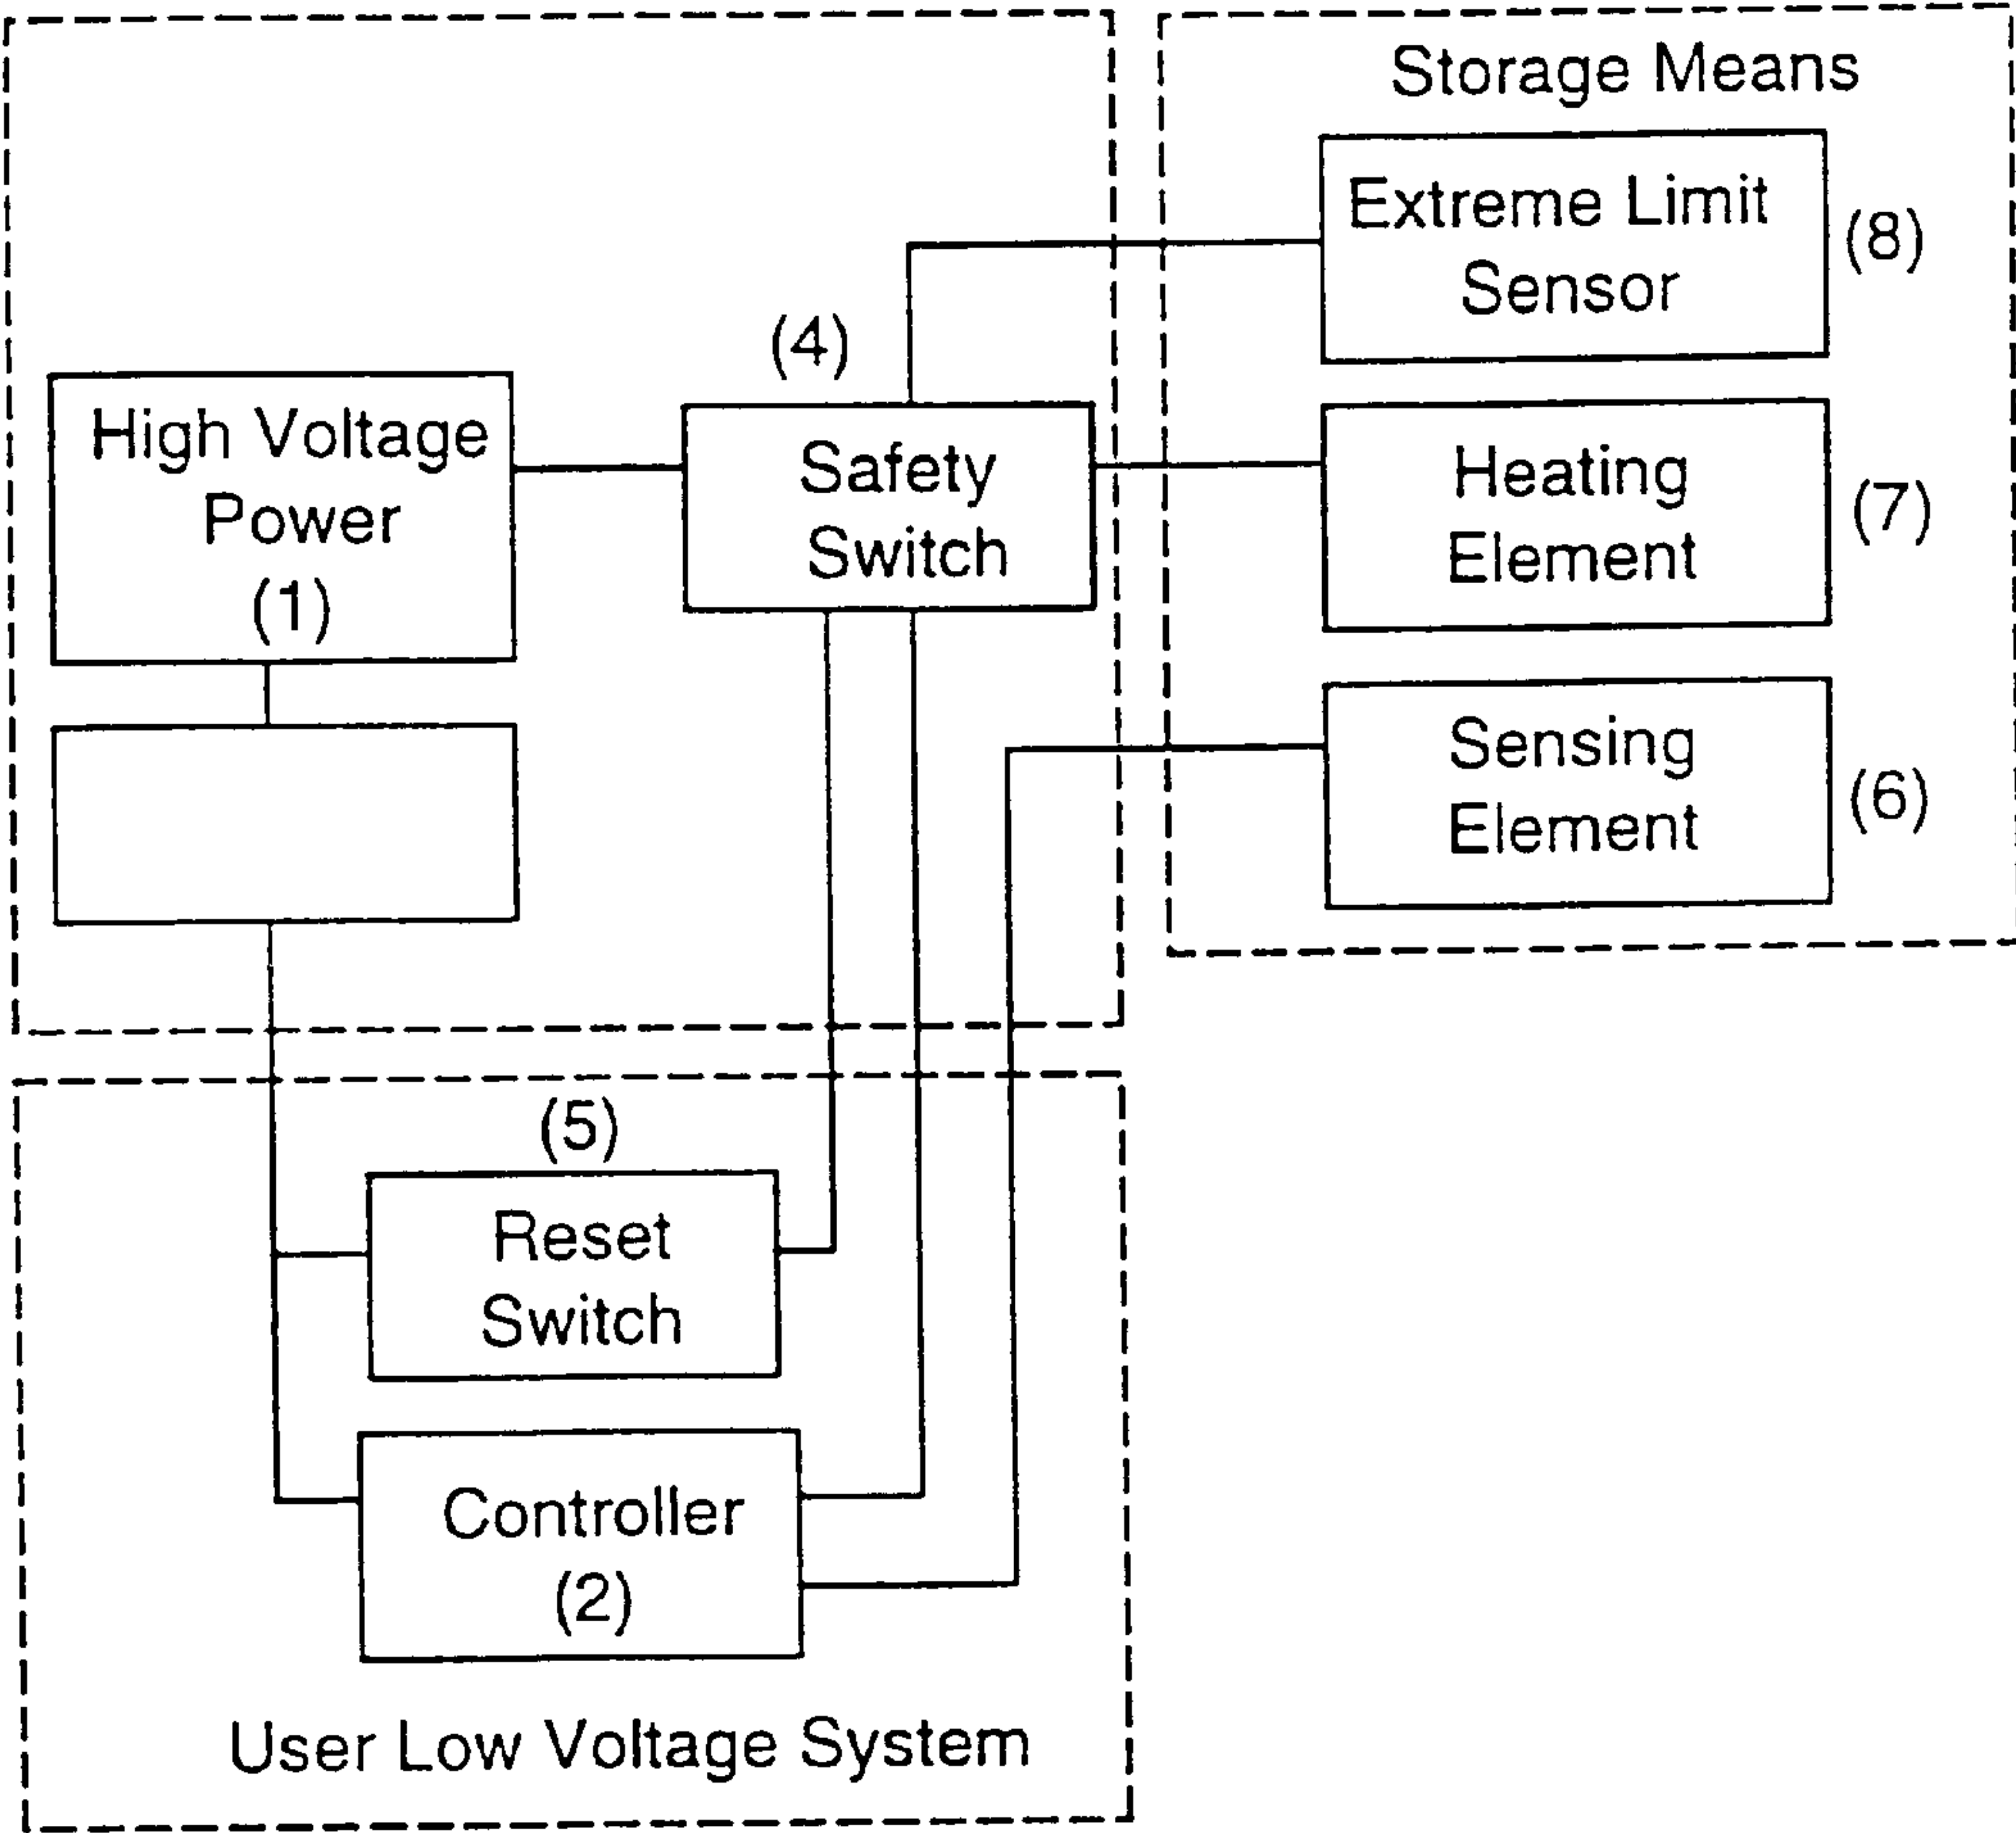 Storage Means
Extreme Limit
Sensor
(8)
(4)
High Voltage
Power
(1)
Safety
Switch
Heating
Element
(7)
Sensing
Element
(6)
(5)
Reset
Switch
Controller
(2)
User Low Voltage System